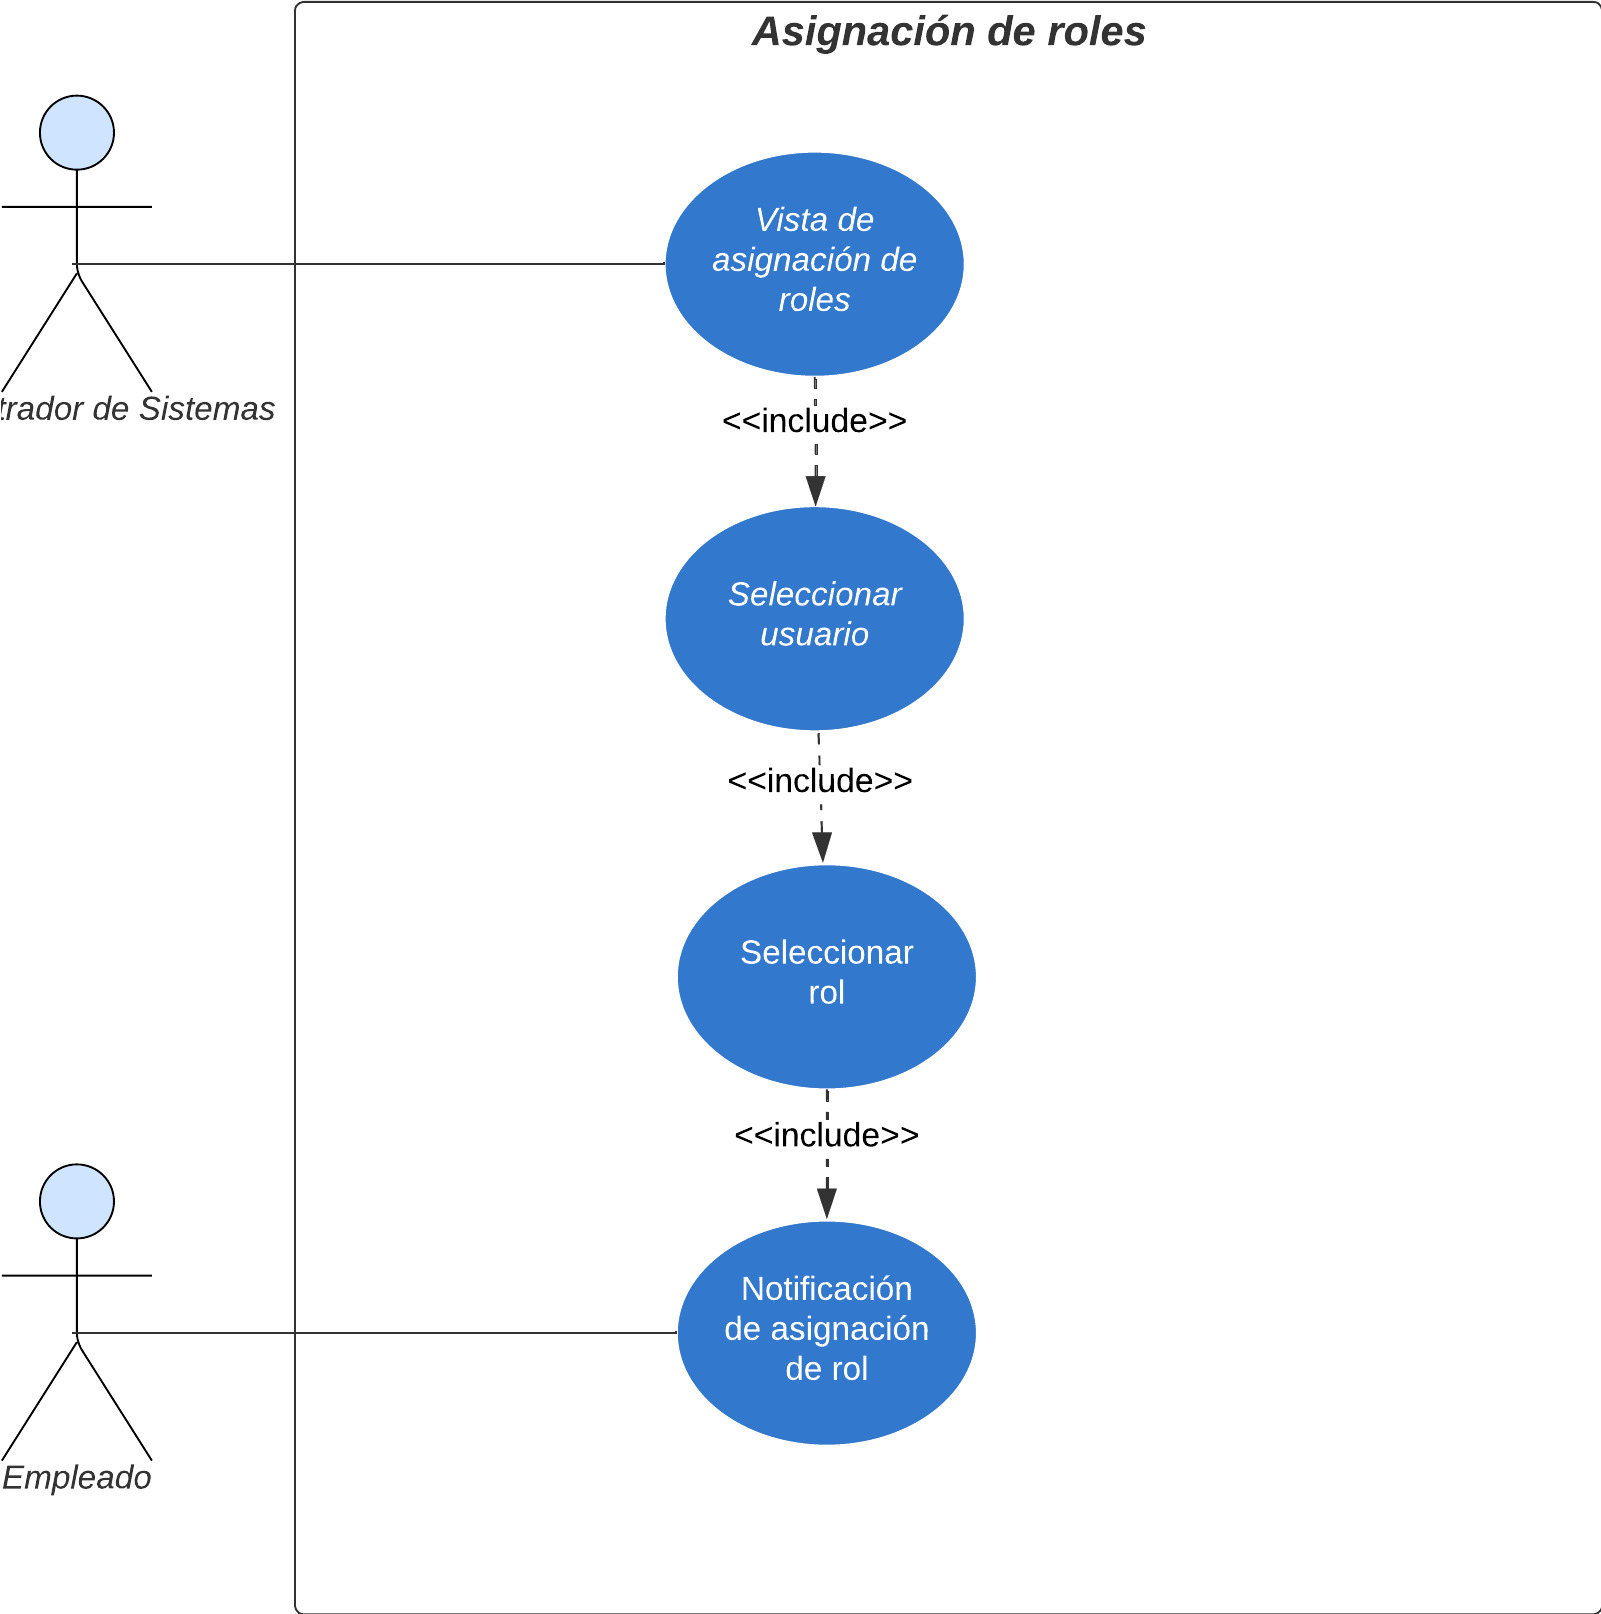 Asignación de roles
Vista de
asignación de
roles
trador de Sistemas
<<include>>
Seleccionar
usuario
<<include>>
Seleccionar
rol
<<include>>
Notificación
de asignación
de rol
Empleado